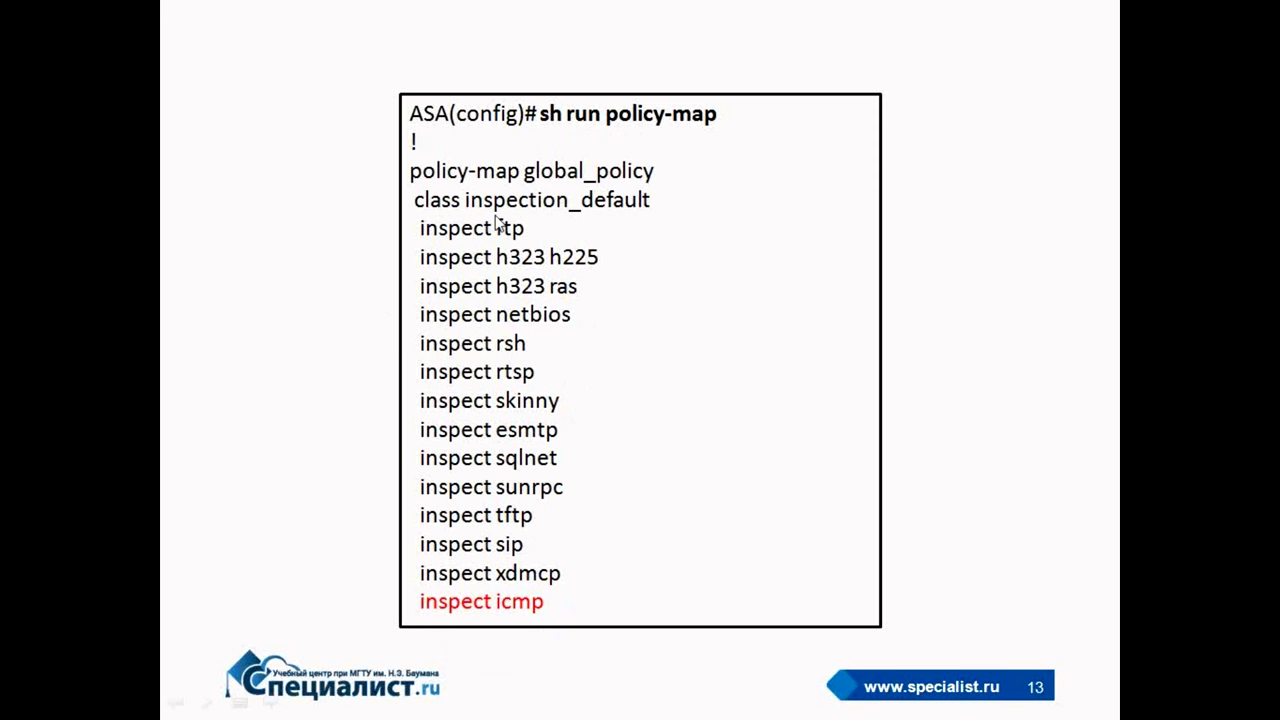 ASA(config)# sh run policy-map
!
policy-map global_policy
class inspection_default
inspect ftp
inspect h323 h225
inspect h323 ras
inspect netbios
inspect rsh
inspect rtsp
inspect skinny
inspect esmtp
inspect sqlnet
inspect sunrpc
inspect tftp
inspect sip
inspect xdmcp
inspect icmp
Учебный центр при МГТУ им. Н.Э. Баумана
Специалист.ru
www.specialist.ru 13